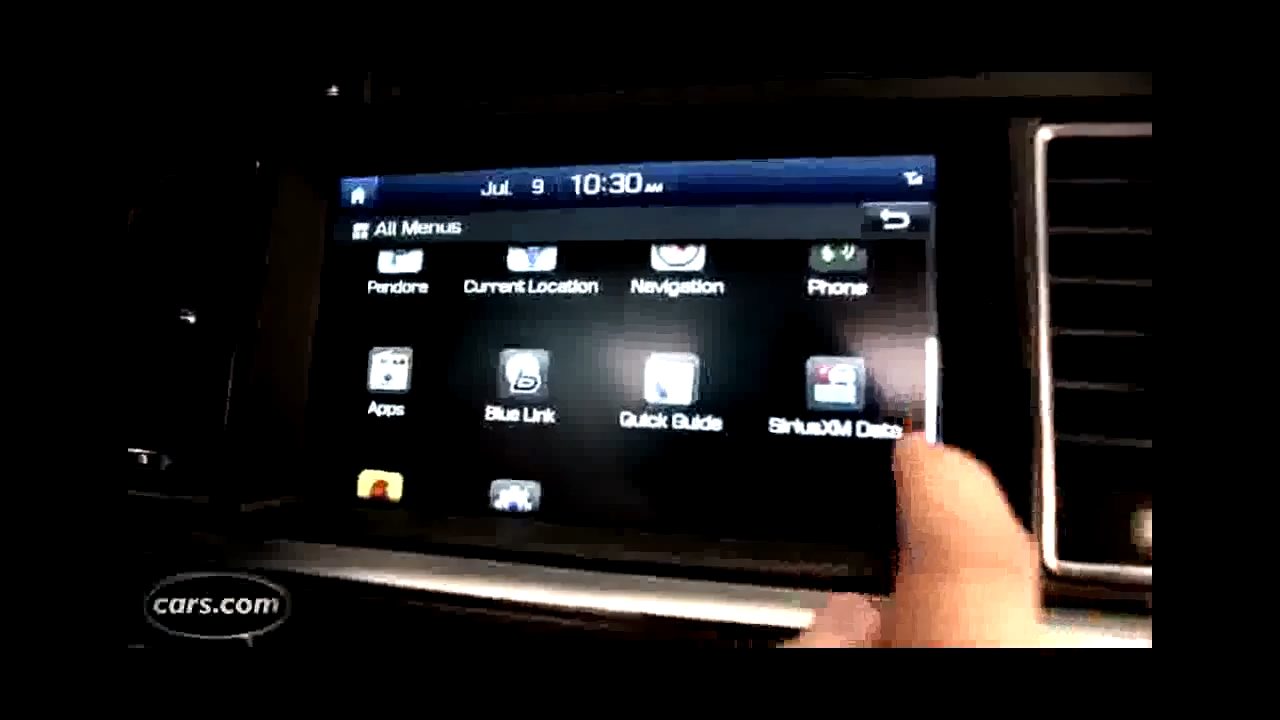 Jul. 9 10:30 AM
All Menus
Pandora Current Location Navigation Phone
Apps Blue Link Quick Guide SiriusXM Data
cars.com